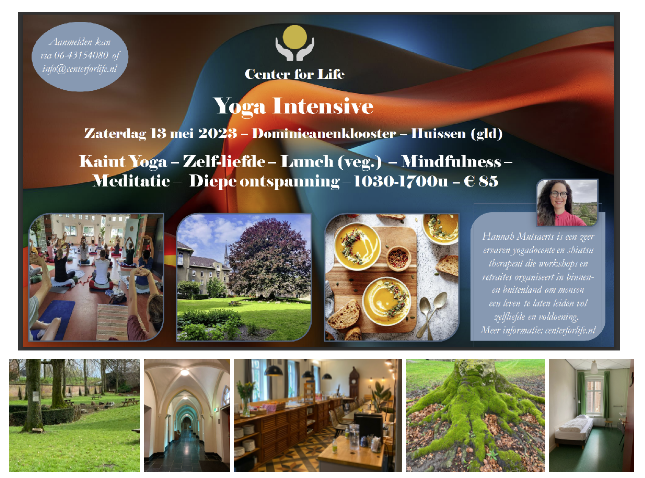 Aanmelden kan
via 06-43154080 of
info@centerforlife.nl
Center for Life
Yoga Intensive
Zaterdag 13 mei 2023 – Dominicanenklooster – Huissen (gld)
Kaiut Yoga – Zelf-liefde – Lunch (veg.) – Mindfulness –
Meditatie – Diepe ontspanning – 1030-1700u – € 85
Hannah Mutsaerts is een zeer
ervaren yogadocente en shiatsu
therapeut die workshops en
retraites organiseert in binnen-
en buitenland om mensen
een leven te laten leiden vol
zelfliefde en voldoening.
Meer informatie; centerforlife.nl